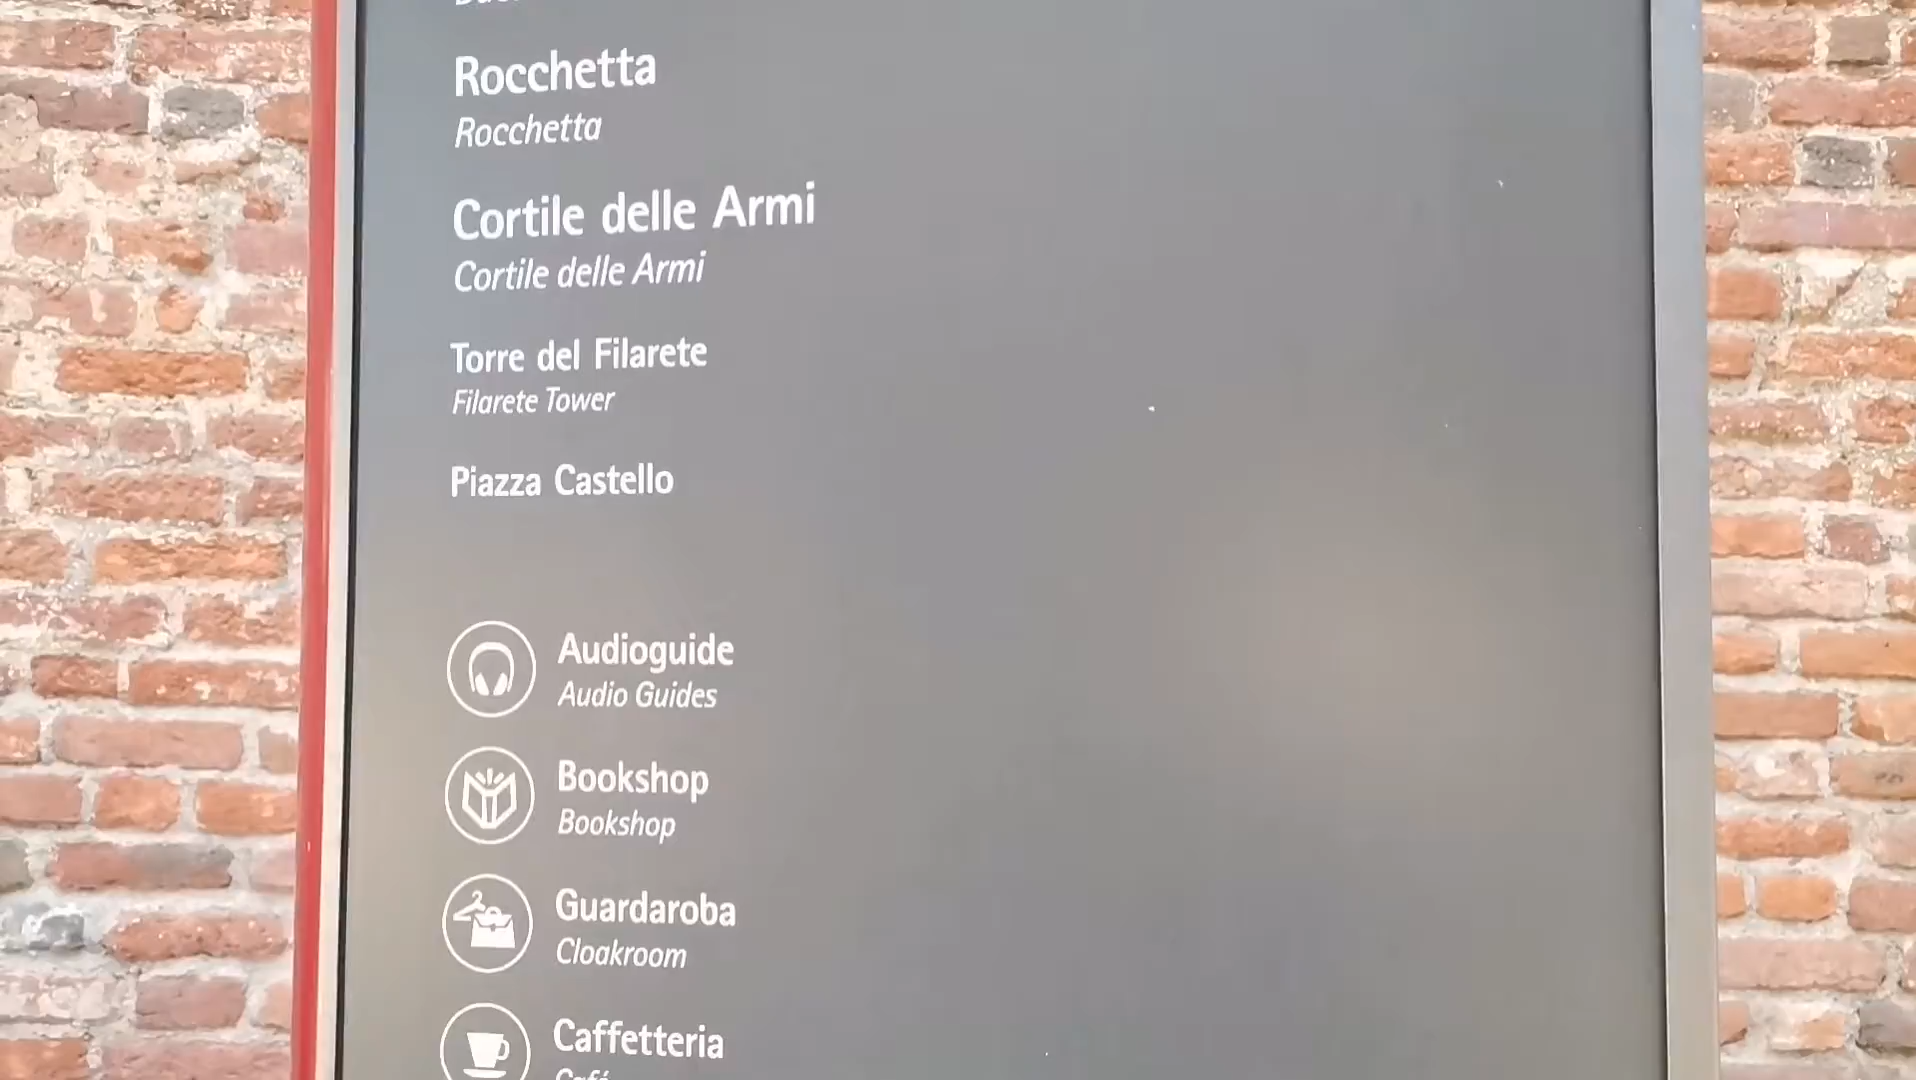 Rocchetta
Rocchetta
Cortile delle Armi
Cortile delle Armi
Torre del Filarete
Filarete Tower
Piazza Castello
Audioguide
Audio Guides
Bookshop
Bookshop
Guardaroba
Cloakroom
Caffetteria
Café